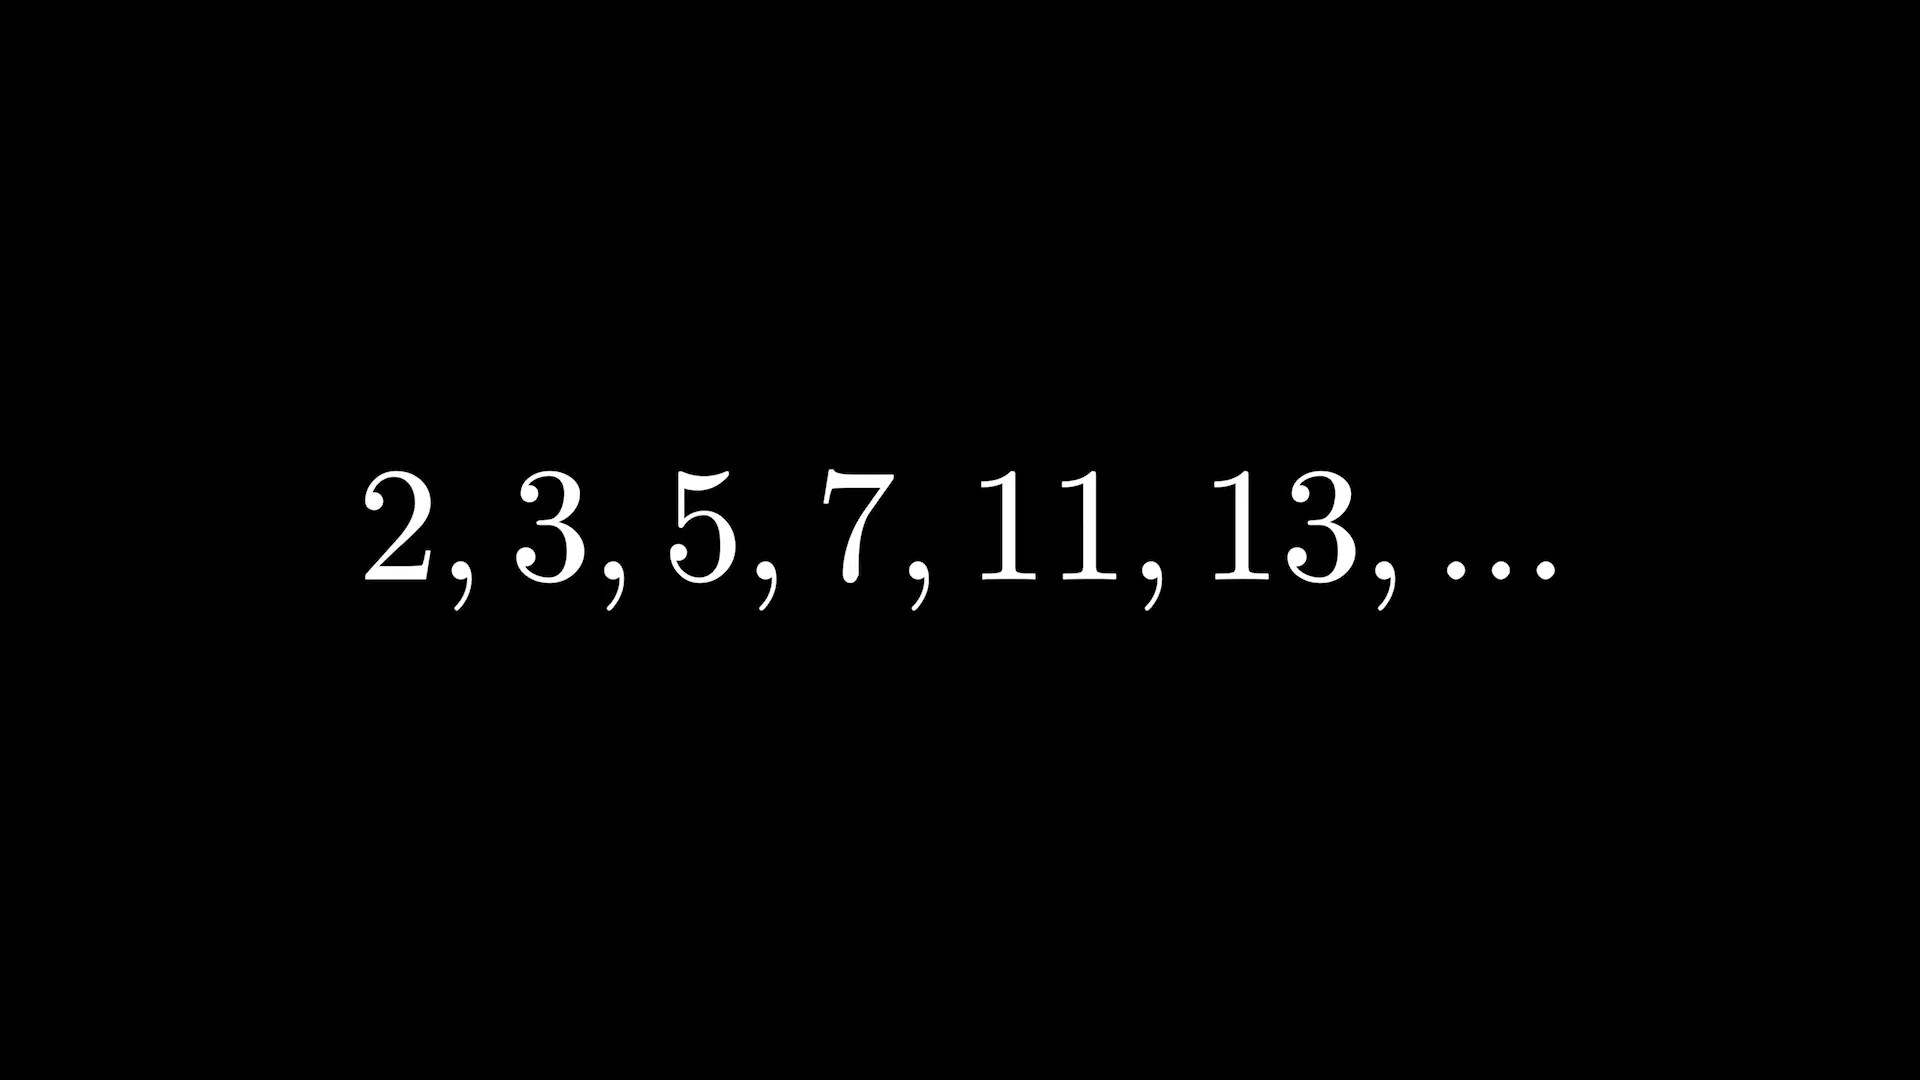 2, 3, 5, 7, 11, 13, ...